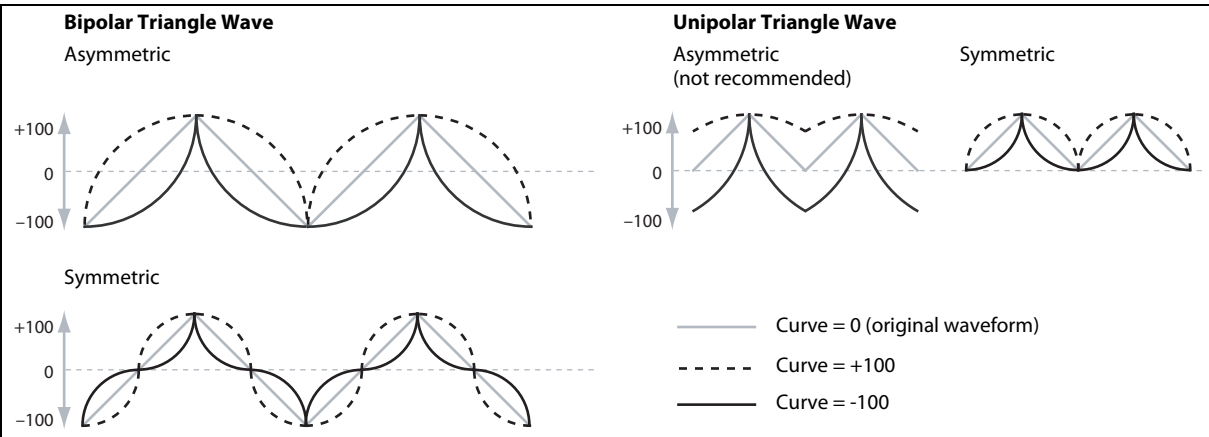 Bipolar Triangle Wave
Asymmetric
+100
0
–100
Symmetric
+100
0
–100
Unipolar Triangle Wave
Asymmetric
(not recommended)
Symmetric
+100
0
–100
Curve = 0 (original waveform)
Curve = +100
Curve = -100